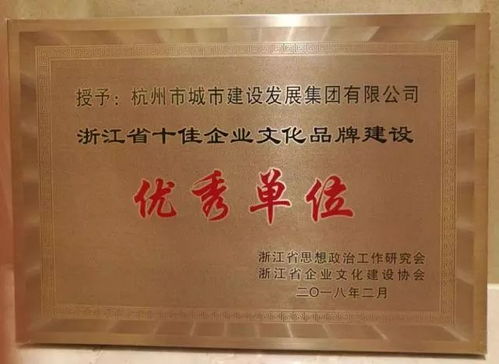 授予：杭州市城市建设发展集团有限公司
浙江省十佳企业文化品牌建设
优秀单位
浙江省思想政治工作研究会
浙江省企业文化建设协会
二〇一八年二月